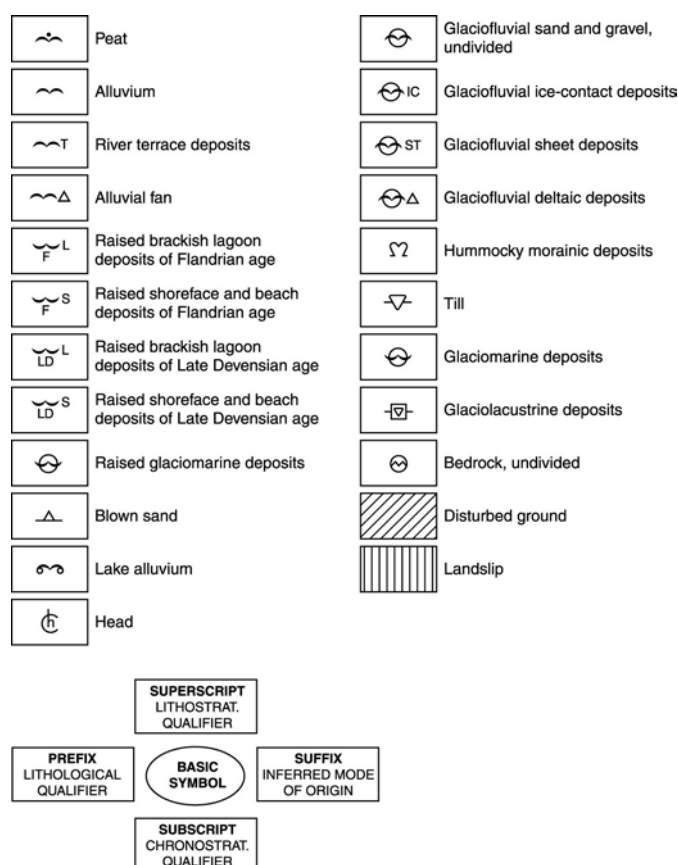 Peat
Alluvium
T
River terrace deposits
Alluvial fan
L
F
Raised brackish lagoon
deposits of Flandrian age
S
F
Raised shoreface and beach
deposits of Flandrian age
L
LD
Raised brackish lagoon
deposits of Late Devensian age
S
LD
Raised shoreface and beach
deposits of Late Devensian age
Raised glaciomarine deposits
Blown sand
Lake alluvium
h
Head
Glaciofluvial sand and gravel,
undivided
IC
Glaciofluvial ice-contact deposits
ST
Glaciofluvial sheet deposits
Glaciofluvial deltaic deposits
Hummocky morainic deposits
Till
Glaciomarine deposits
Glaciolacustrine deposits
Bedrock, undivided
Disturbed ground
Landslip
SUPERSCRIPT
LITHOSTRAT.
QUALIFIER
PREFIX
LITHOLOGICAL
QUALIFIER
BASIC
SYMBOL
SUFFIX
INFERRED MODE
OF ORIGIN
SUBSCRIPT
CHRONOSTRAT.
QUALIFIER